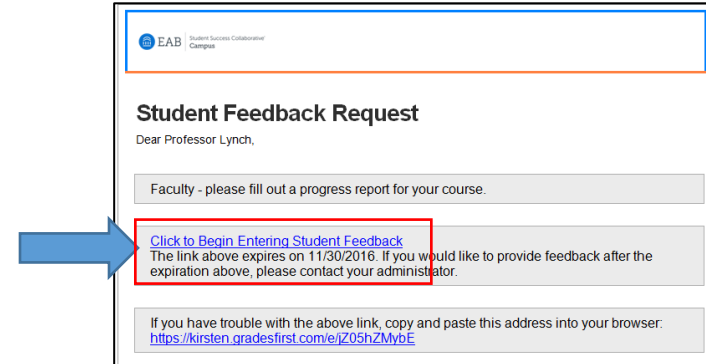 EAB Student Success Collaborative
Campus
Student Feedback Request
Dear Professor Lynch,
Faculty - please fill out a progress report for your course.
Click to Begin Entering Student Feedback
The link above expires on 11/30/2016. If you would like to provide feedback after the
expiration above, please contact your administrator.
If you have trouble with the above link, copy and paste this address into your browser:
https://kirsten.gradesfirst.com/e/jZ05hZMybE